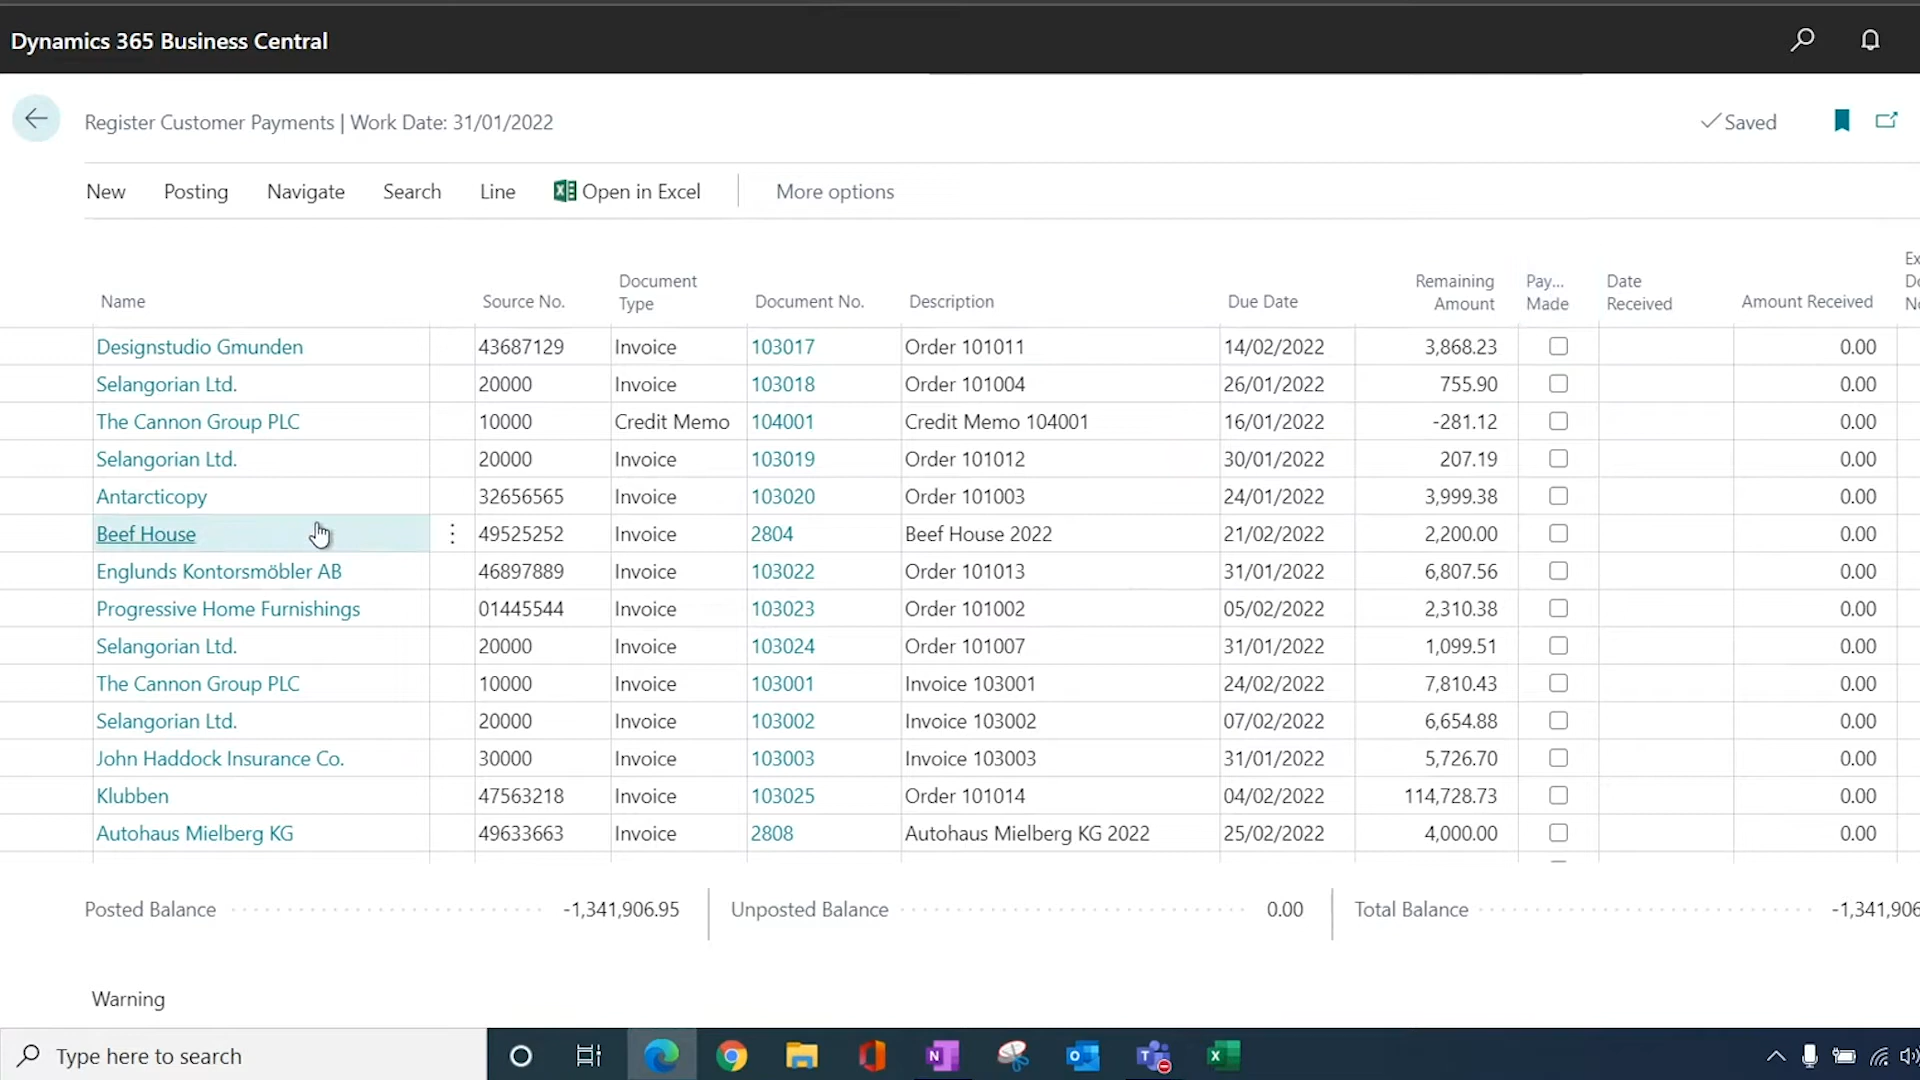 Dynamics 365 Business Central
Register Customer Payments | Work Date: 31/01/2022
Saved
New Posting Navigate Search Line Open in Excel More options
Name Source No. Document Type Document No. Description Due Date Remaining Amount Pay... Made Date Received Amount Received Ex Do No
Designstudio Gmunden 43687129 Invoice 103017 Order 101011 14/02/2022 3,868.23 0.00
Selangorian Ltd. 20000 Invoice 103018 Order 101004 26/01/2022 755.90 0.00
The Cannon Group PLC 10000 Credit Memo 104001 Credit Memo 104001 16/01/2022 -281.12 0.00
Selangorian Ltd. 20000 Invoice 103019 Order 101012 30/01/2022 207.19 0.00
Antarcticopy 32656565 Invoice 103020 Order 101003 24/01/2022 3,999.38 0.00
Beef House 49525252 Invoice 2804 Beef House 2022 21/02/2022 2,200.00 0.00
Englunds Kontorsmöbler AB 46897889 Invoice 103022 Order 101013 31/01/2022 6,807.56 0.00
Progressive Home Furnishings 01445544 Invoice 103023 Order 101002 05/02/2022 2,310.38 0.00
Selangorian Ltd. 20000 Invoice 103024 Order 101007 31/01/2022 1,099.51 0.00
The Cannon Group PLC 10000 Invoice 103001 Invoice 103001 24/02/2022 7,810.43 0.00
Selangorian Ltd. 20000 Invoice 103002 Invoice 103002 07/02/2022 6,654.88 0.00
John Haddock Insurance Co. 30000 Invoice 103003 Invoice 103003 31/01/2022 5,726.70 0.00
Klubben 47563218 Invoice 103025 Order 101014 04/02/2022 114,728.73 0.00
Autohaus Mielberg KG 49633663 Invoice 2808 Autohaus Mielberg KG 2022 25/02/2022 4,000.00 0.00
Posted Balance -1,341,906.95 Unposted Balance 0.00 Total Balance -1,341,906
Warning
Type here to search